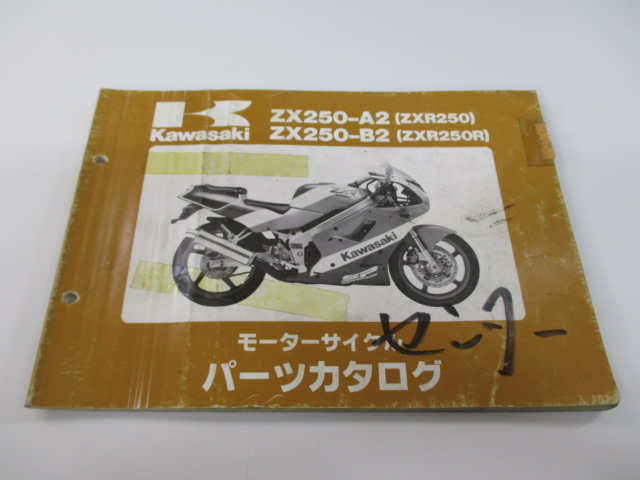 Kawasaki
ZX250-A2 (ZXR250)
ZX250-B2 (ZXR250R)
Kawasaki
モーターサイクル
パーツカタログ